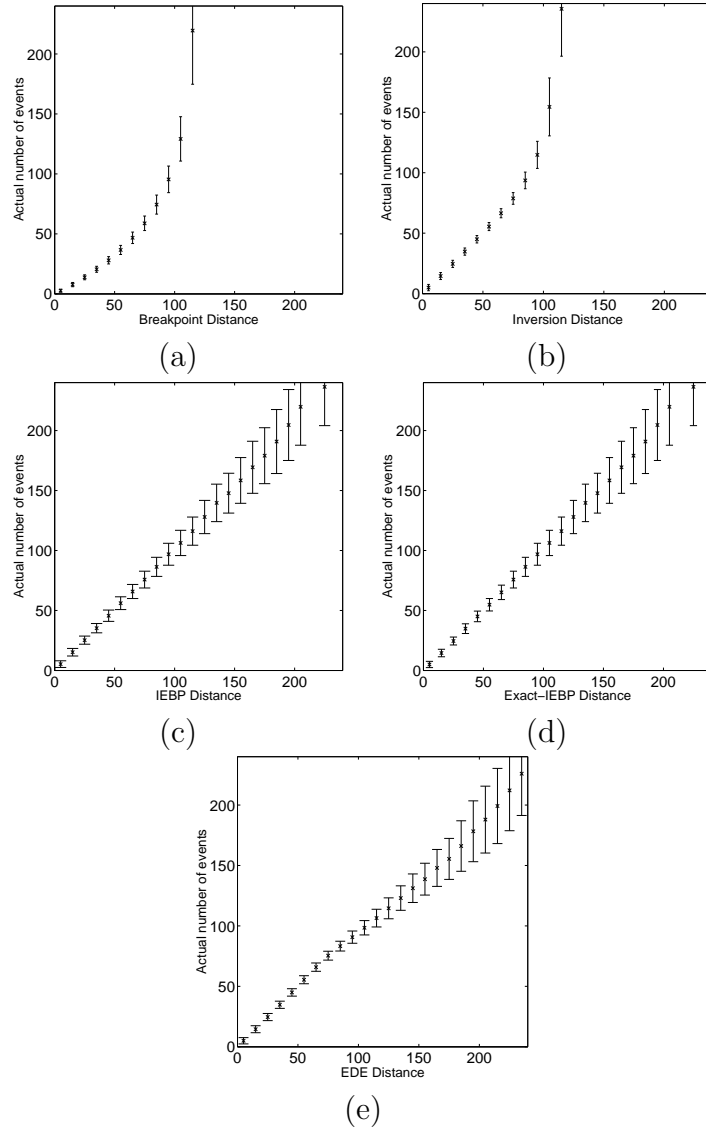 Actual number of events
200
150
100
50
0
0 50 100 150 200
Breakpoint Distance
(a)
Actual number of events
200
150
100
50
0
0 50 100 150 200
Inversion Distance
(b)
Actual number of events
200
150
100
50
0
0 50 100 150 200
IEBP Distance
(c)
Actual number of events
200
150
100
50
0
0 50 100 150 200
Exact−IEBP Distance
(d)
Actual number of events
200
150
100
50
0
0 50 100 150 200
EDE Distance
(e)